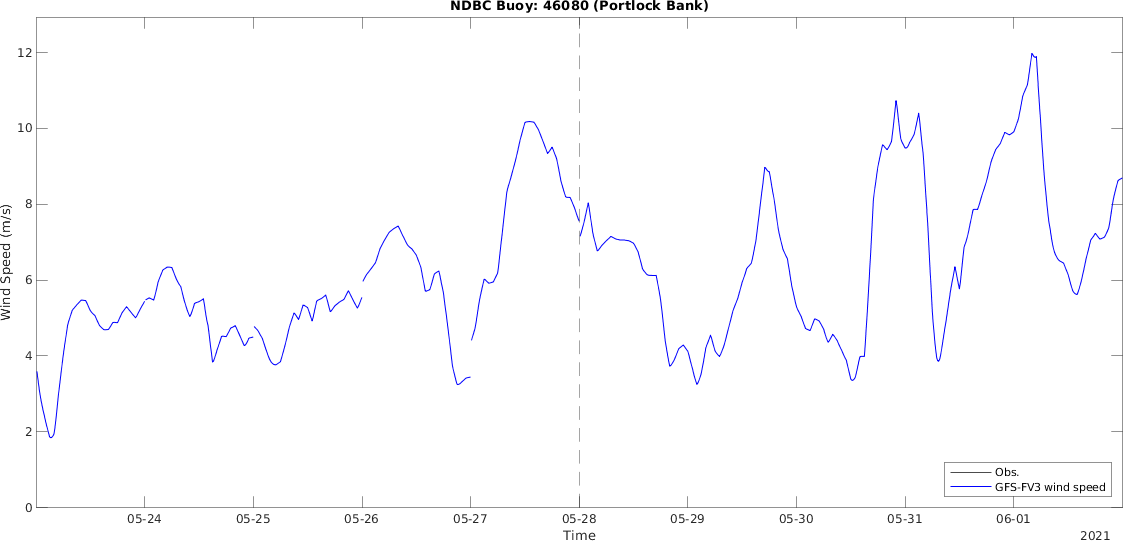 NDBC Buoy: 46080 (Portlock Bank)
Wind Speed (m/s)
12
10
8
6
4
2
0
Obs.
GFS-FV3 wind speed
05-24 05-25 05-26 05-27 05-28 05-29 05-30 05-31 06-01
Time
2021